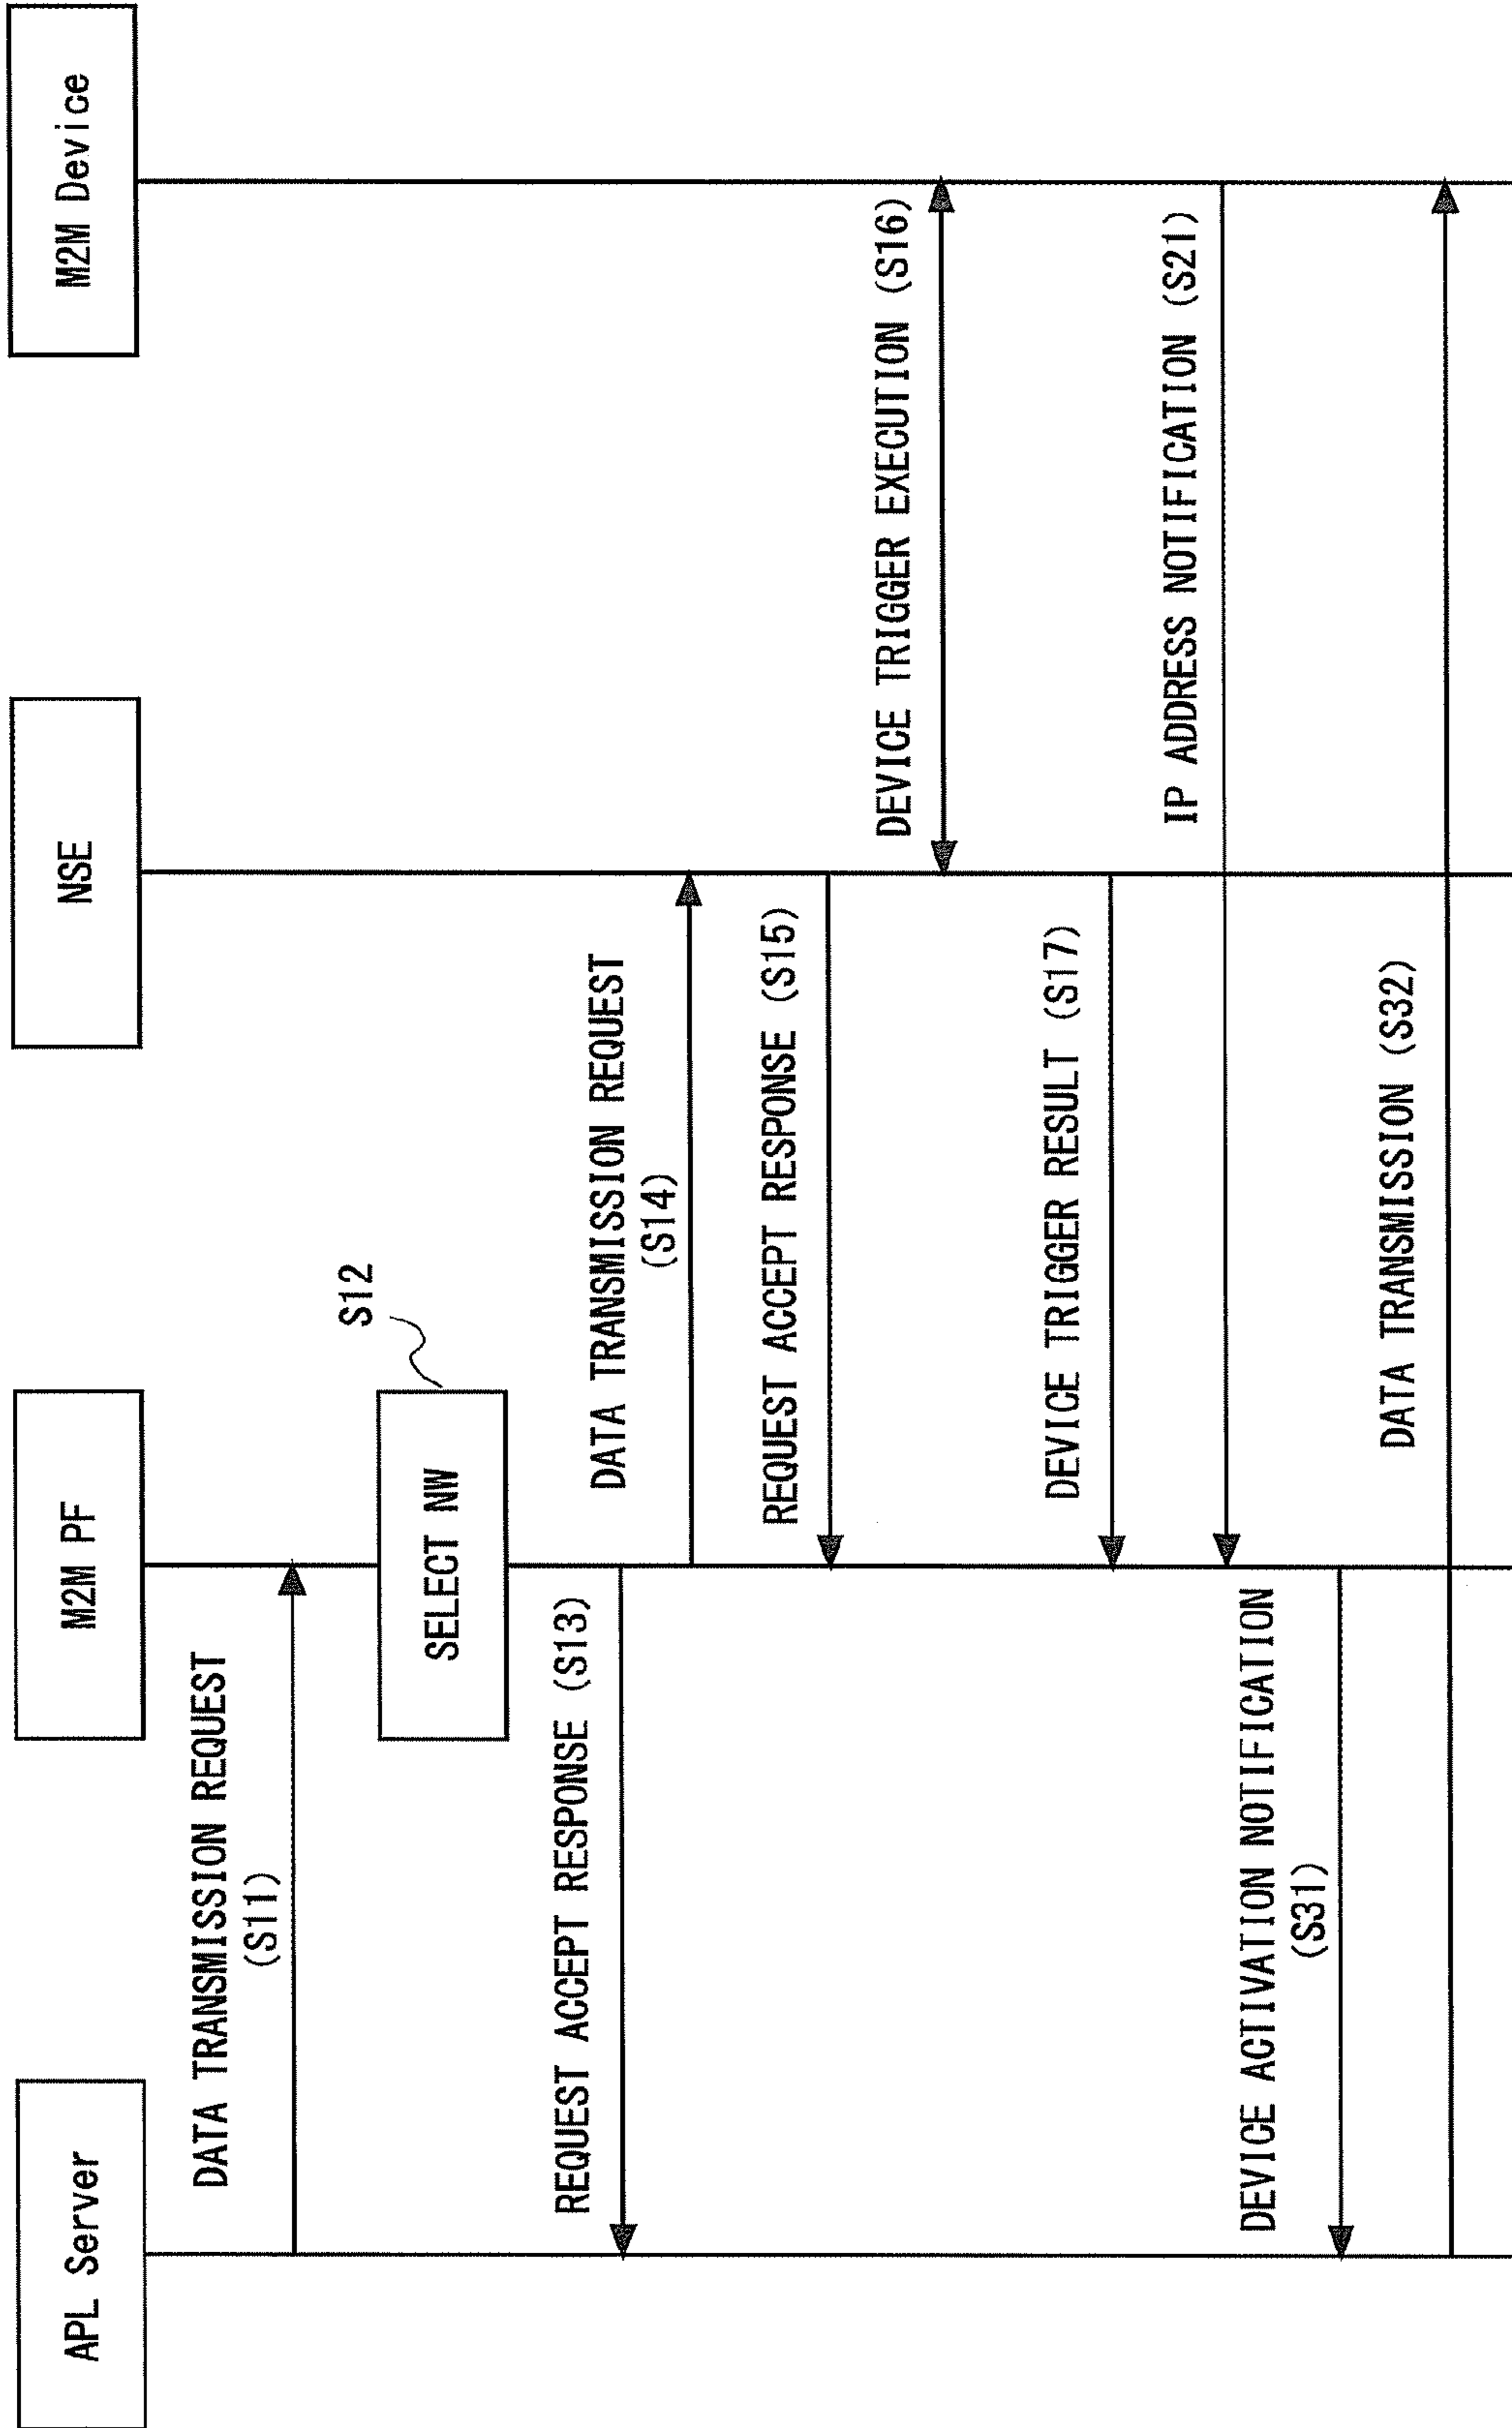 APL Server
M2M PF
NSE
M2M Device
DATA TRANSMISSION REQUEST
(S11)
S12
SELECT NW
REQUEST ACCEPT RESPONSE (S13)
DATA TRANSMISSION REQUEST
(S14)
REQUEST ACCEPT RESPONSE (S15)
DEVICE TRIGGER EXECUTION (S16)
DEVICE TRIGGER RESULT (S17)
IP ADDRESS NOTIFICATION (S21)
DEVICE ACTIVATION NOTIFICATION
(S31)
DATA TRANSMISSION (S32)